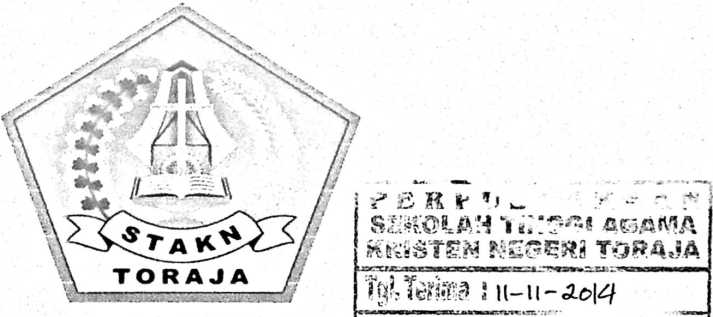 STAKN
TORAJA
SEKOLAH TINGGI AGAMA
KRISTEN NEGERI TORAJA
Tgl. Terima : 11-11-2014